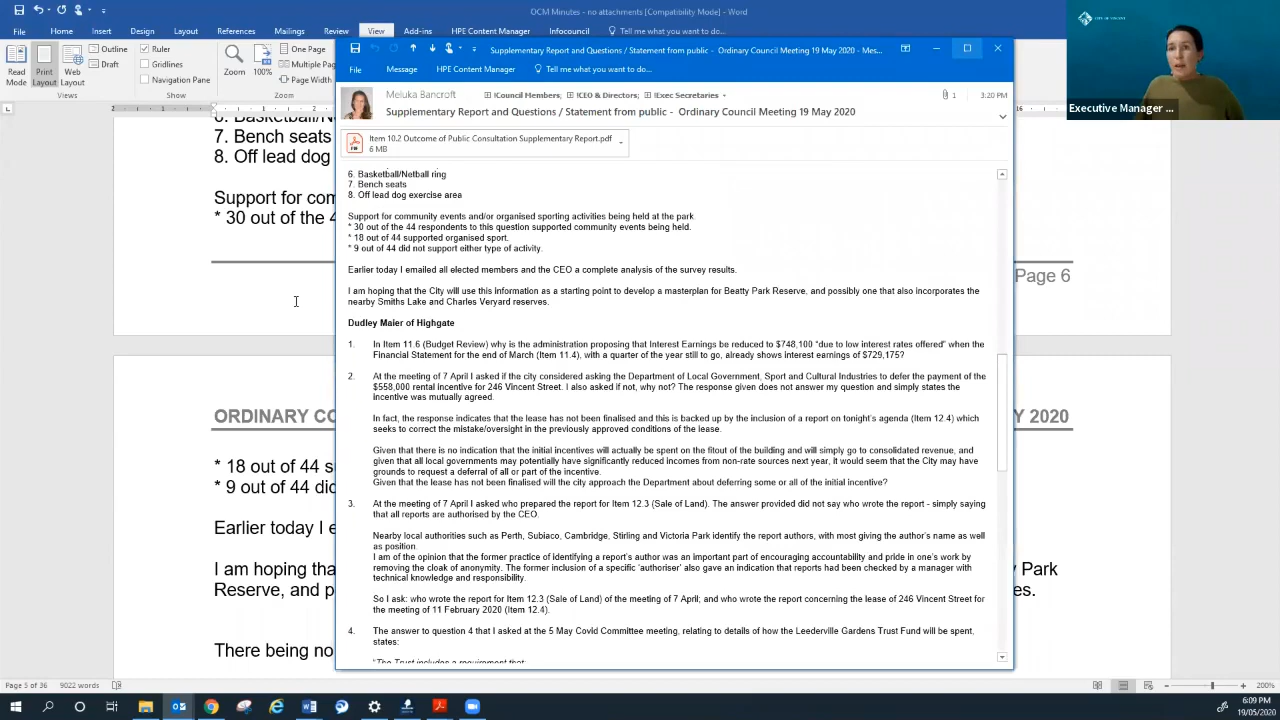 OCM Minutes - no attachments [Compatibility Mode] - Word
File Home Insert Draw Design Layout References Mailings Review View Add-ins HPE Content Manager Infocouncil Tell me what you want to do...
Read Mode
Print Layout
Web Layout
Outline
Draft
Views
Ruler
Gridlines
Navigation Pane
Zoom
100%
One Page
Multiple
Page Width
Supplementary Report and Questions / Statement from public - Ordinary Council Meeting 19 May 2020 - Mes...
File Message HPE Content Manager Tell me what you want to do...
Meluka Bancroft
!Council Members; !CEO & Directors; !Exec Secretaries
1 3:20 PM
Supplementary Report and Questions / Statement from public - Ordinary Council Meeting 19 May 2020
Item 10.2 Outcome of Public Consultation Supplementary Report.pdf
6 MB
6. Basketball/Netball ring
7. Bench seats
8. Off lead dog exercise area
Support for community events and/or organised sporting activities being held at the park.
* 30 out of the 44 respondents to this question supported community events being held.
* 18 out of 44 supported organised sport.
* 9 out of 44 did not support either type of activity.
Earlier today I emailed all elected members and the CEO a complete analysis of the survey results.
I am hoping that the City will use this information as a starting point to develop a masterplan for Beatty Park Reserve, and possibly one that also incorporates the
nearby Smiths Lake and Charles Veryard reserves.
Dudley Maier of Highgate
1. In Item 11.6 (Budget Review) why is the administration proposing that Interest Earnings be reduced to $748,100 “due to low interest rates offered” when the
Financial Statement for the end of March (Item 11.4), with a quarter of the year still to go, already shows interest earnings of $729,175?
2. At the meeting of 7 April I asked if the city considered asking the Department of Local Government, Sport and Cultural Industries to defer the payment of the
$558,000 rental incentive for 246 Vincent Street. I also asked if not, why not? The response given does not answer my question and simply states the
incentive was mutually agreed.
In fact, the response indicates that the lease has not been finalised and this is backed up by the inclusion of a report on tonight’s agenda (Item 12.4) which
seeks to correct the mistake/oversight in the previously approved conditions of the lease.
Given that there is no indication that the initial incentives will actually be spent on the fitout of the building and will simply go to consolidated revenue, and
given that all local governments may potentially have significantly reduced incomes from non-rate sources next year, it would seem that the City may have
grounds to request a deferral of all or part of the incentive.
Given that the lease has not been finalised will the city approach the Department about deferring some or all of the initial incentive?
3. At the meeting of 7 April I asked who prepared the report for Item 12.3 (Sale of Land). The answer provided did not say who wrote the report - simply saying
that all reports are authorised by the CEO.
Nearby local authorities such as Perth, Subiaco, Cambridge, Stirling and Victoria Park identify the report authors, with most giving the author’s name as well
as position.
I am of the opinion that the former practice of identifying a report’s author was an important part of encouraging accountability and pride in one’s work by
removing the cloak of anonymity. The former inclusion of a specific ‘authoriser’ also gave an indication that reports had been checked by a manager with
technical knowledge and responsibility.
So I ask: who wrote the report for Item 12.3 (Sale of Land) of the meeting of 7 April; and who wrote the report concerning the lease of 246 Vincent Street for
the meeting of 11 February 2020 (Item 12.4).
4. The answer to question 4 that I asked at the 5 May Covid Committee meeting, relating to details of how the Leederville Gardens Trust Fund will be spent,
states:
“The Trust includes a requirement that
CITY OF VINCENT
Executive Manager ...
6. Basketball/N
7. Bench seats
8. Off lead dog
Support for com
* 30 out of the 4
Page 6
ORDINARY CO
Y 2020
* 18 out of 44 s
* 9 out of 44 did
Earlier today I e
I am hoping tha
y Park
Reserve, and p
es.
There being no
Page 5 of 36 9022 words
200%
6:09 PM
19/05/2020